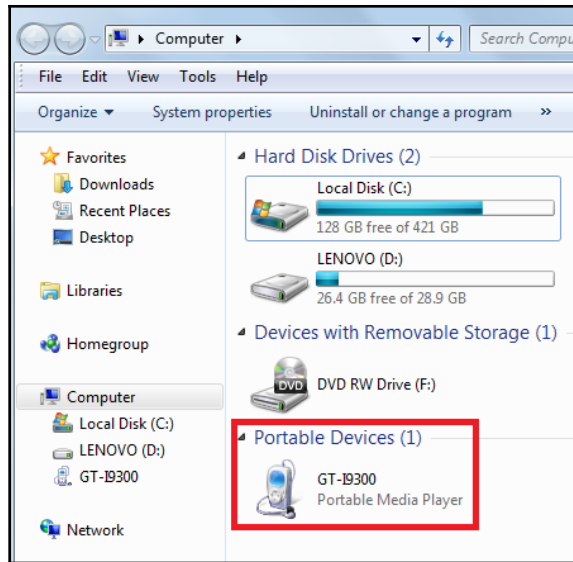 Computer
Search Compu
File Edit View Tools Help
Organize System properties Uninstall or change a program »
Favorites
Downloads
Recent Places
Desktop
Libraries
Homegroup
Computer
Local Disk (C:)
LENOVO (D:)
GT-I9300
Network
Hard Disk Drives (2)
Local Disk (C:)
128 GB free of 421 GB
LENOVO (D:)
26.4 GB free of 28.9 GB
Devices with Removable Storage (1)
DVD
DVD RW Drive (F:)
Portable Devices (1)
GT-I9300
Portable Media Player